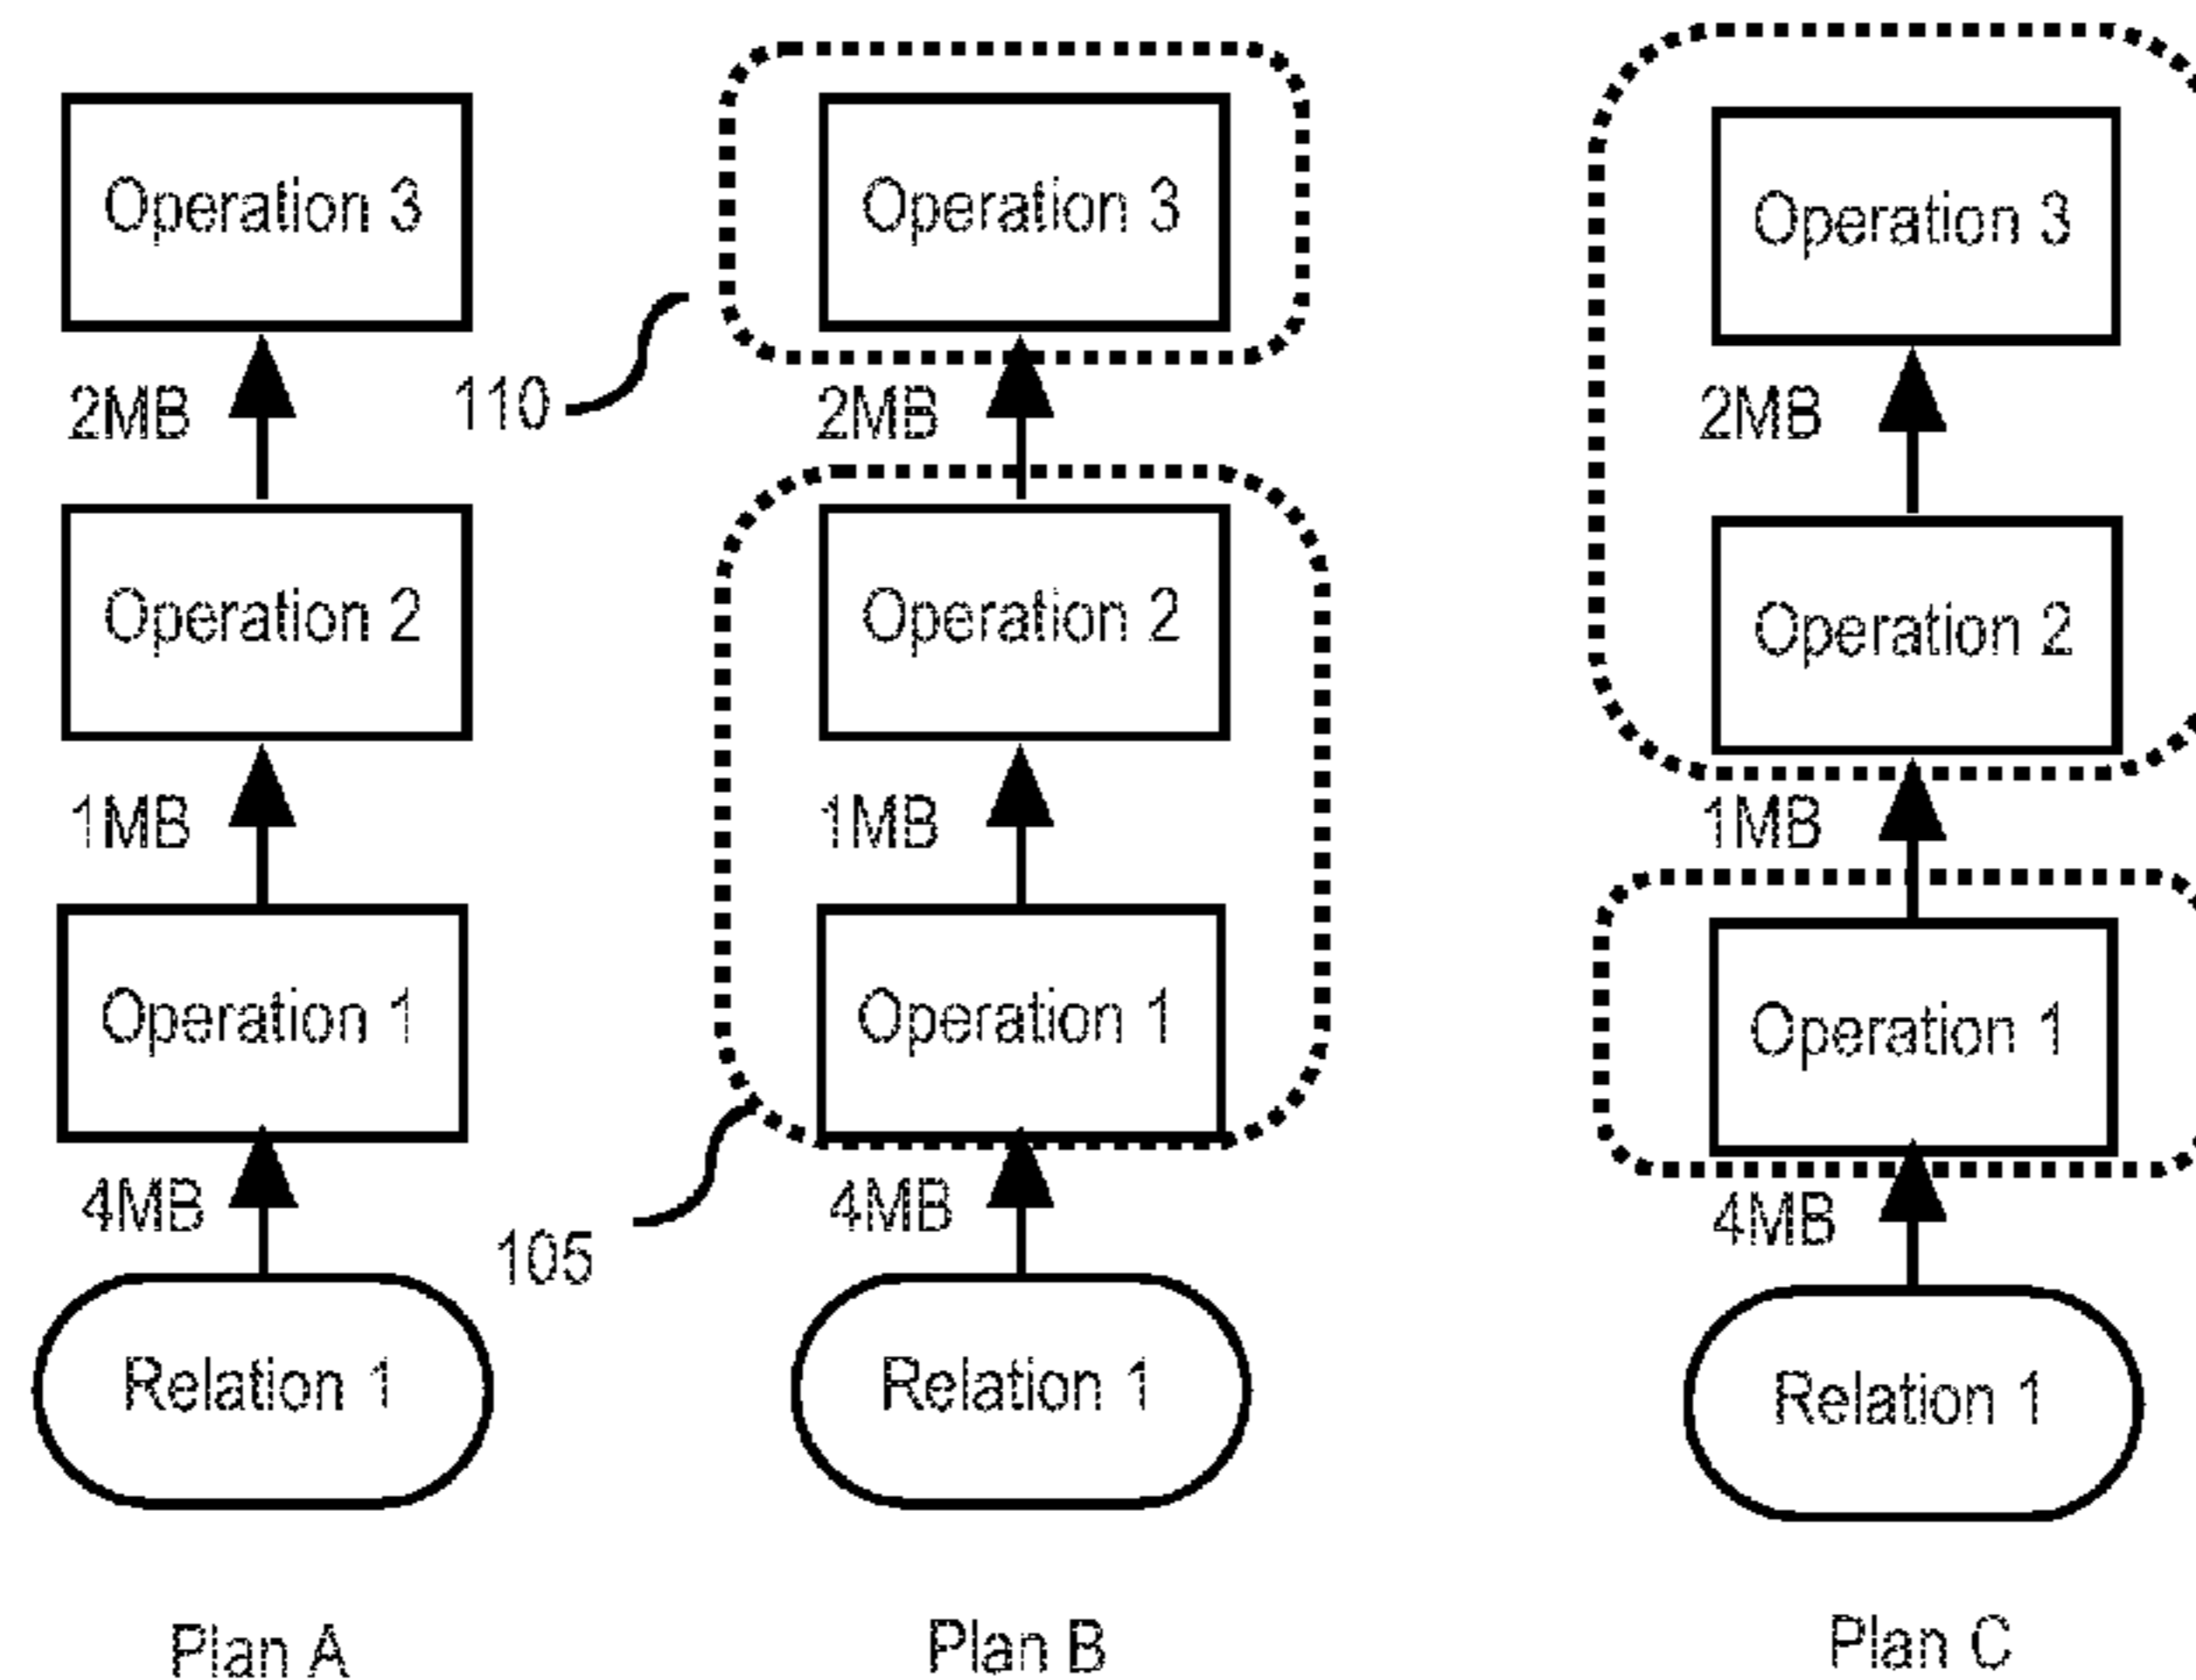 Operation 3
2MB
Operation 2
1MB
Operation 1
4MB
Relation 1
Plan A
110
105
Operation 3
2MB
Operation 2
1MB
Operation 1
4MB
Relation 1
Plan B
Operation 3
2MB
Operation 2
1MB
Operation 1
4MB
Relation 1
Plan C